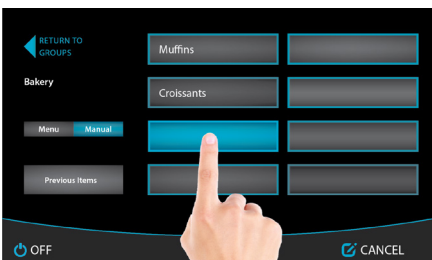 RETURN TO
GROUPS
Bakery
Menu Manual
Previous Items
Muffins
Croissants
OFF
CANCEL